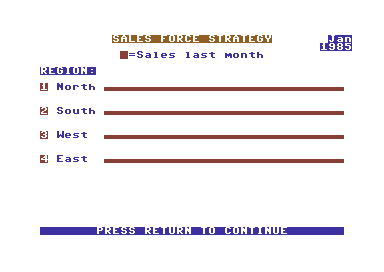 SALES FORCE STRATEGY
Jan
1985
=Sales last month
REGION:
1 North
2 South
3 West
4 East
PRESS RETURN TO CONTINUE